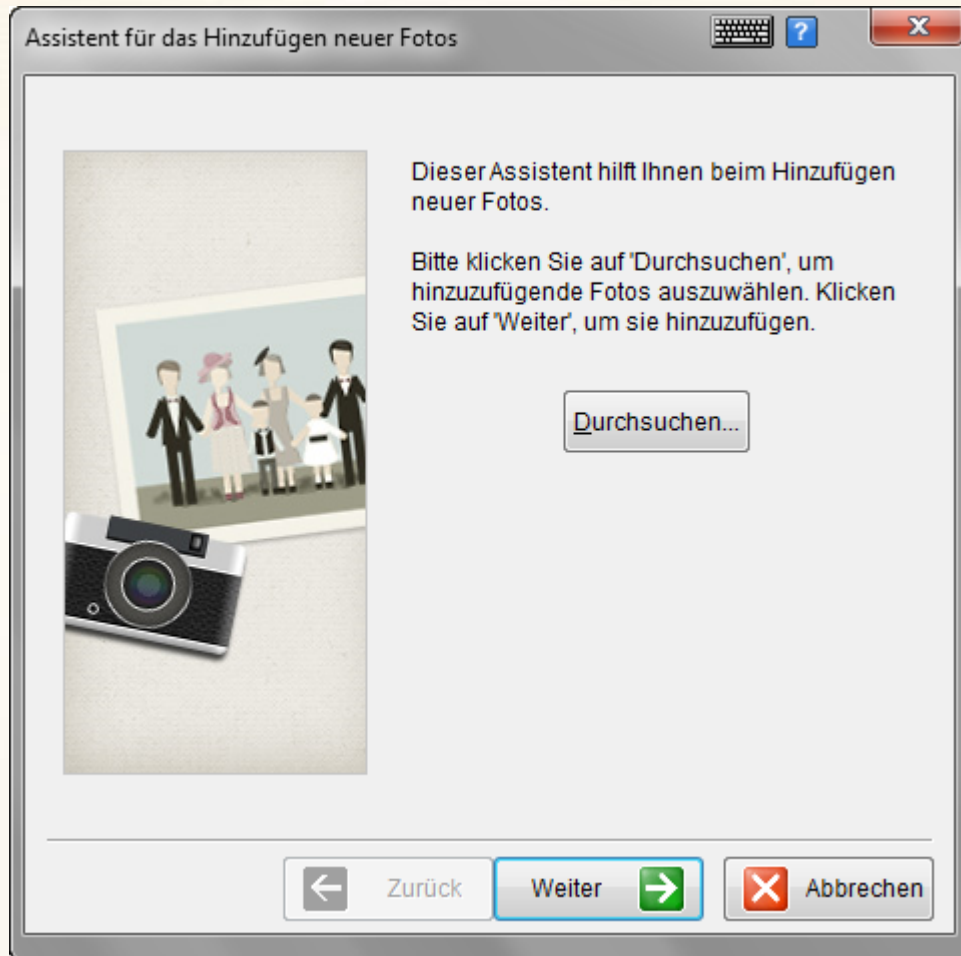 Assistent für das Hinzufügen neuer Fotos
?
Dieser Assistent hilft Ihnen beim Hinzufügen
neuer Fotos.
Bitte klicken Sie auf 'Durchsuchen', um
hinzuzufügende Fotos auszuwählen. Klicken
Sie auf 'Weiter', um sie hinzuzufügen.
Durchsuchen...
Zurück
Weiter
Abbrechen